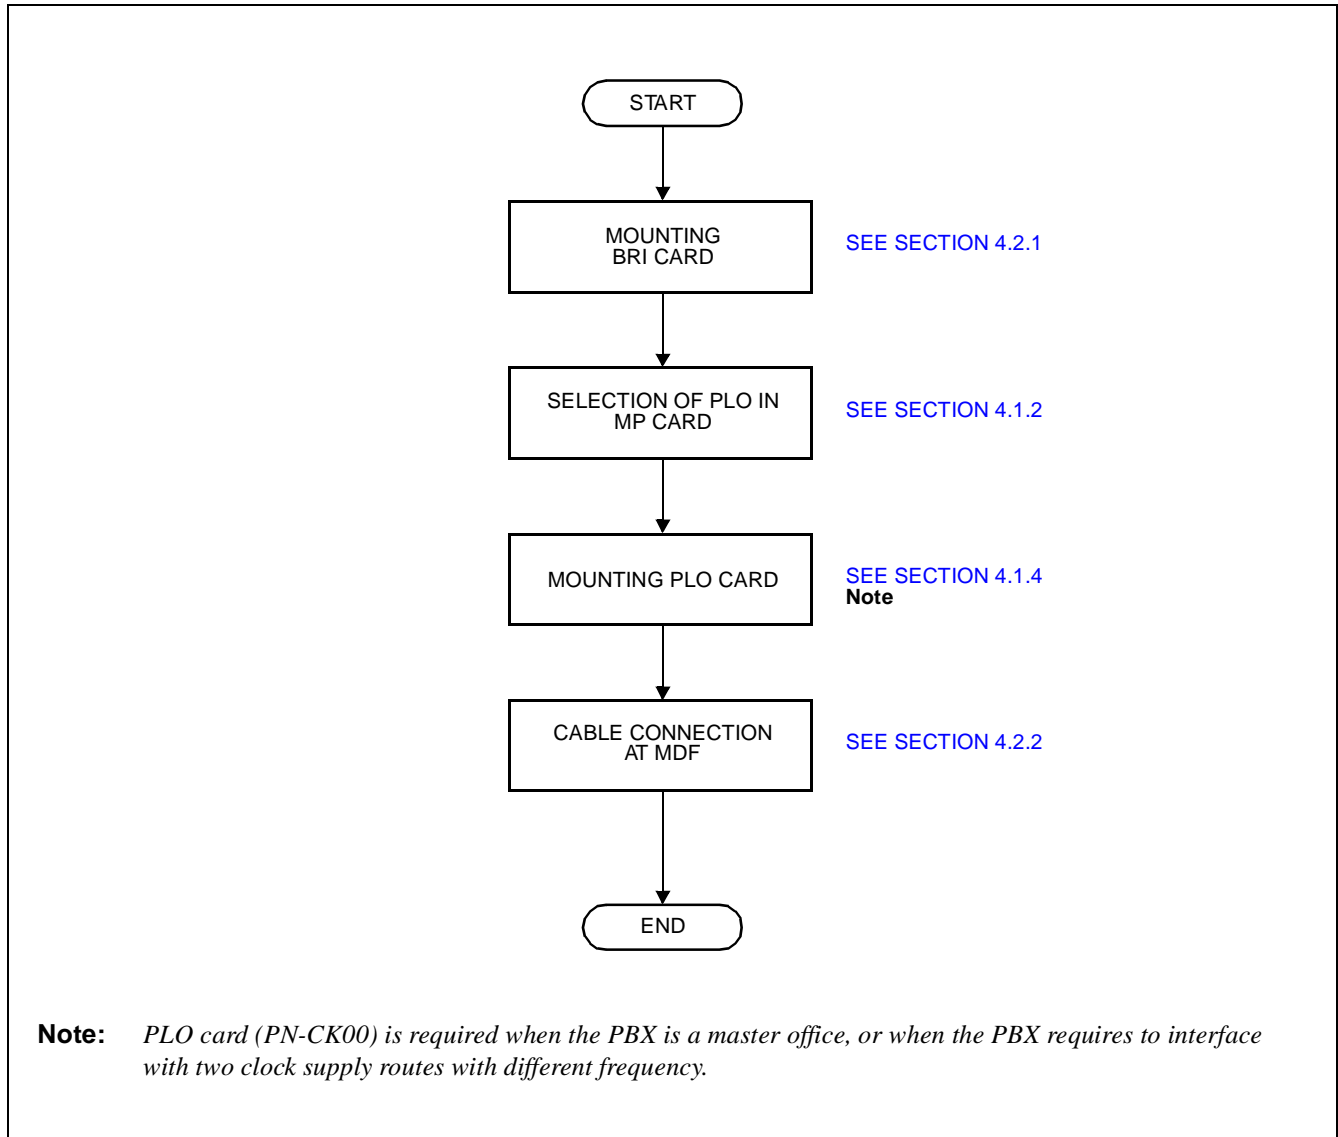 START
MOUNTING
BRI CARD
SEE SECTION 4.2.1
SELECTION OF PLO IN
MP CARD
SEE SECTION 4.1.2
MOUNTING PLO CARD
SEE SECTION 4.1.4
Note
CABLE CONNECTION
AT MDF
SEE SECTION 4.2.2
END
Note: PLO card (PN-CK00) is required when the PBX is a master office, or when the PBX requires to interface
with two clock supply routes with different frequency.